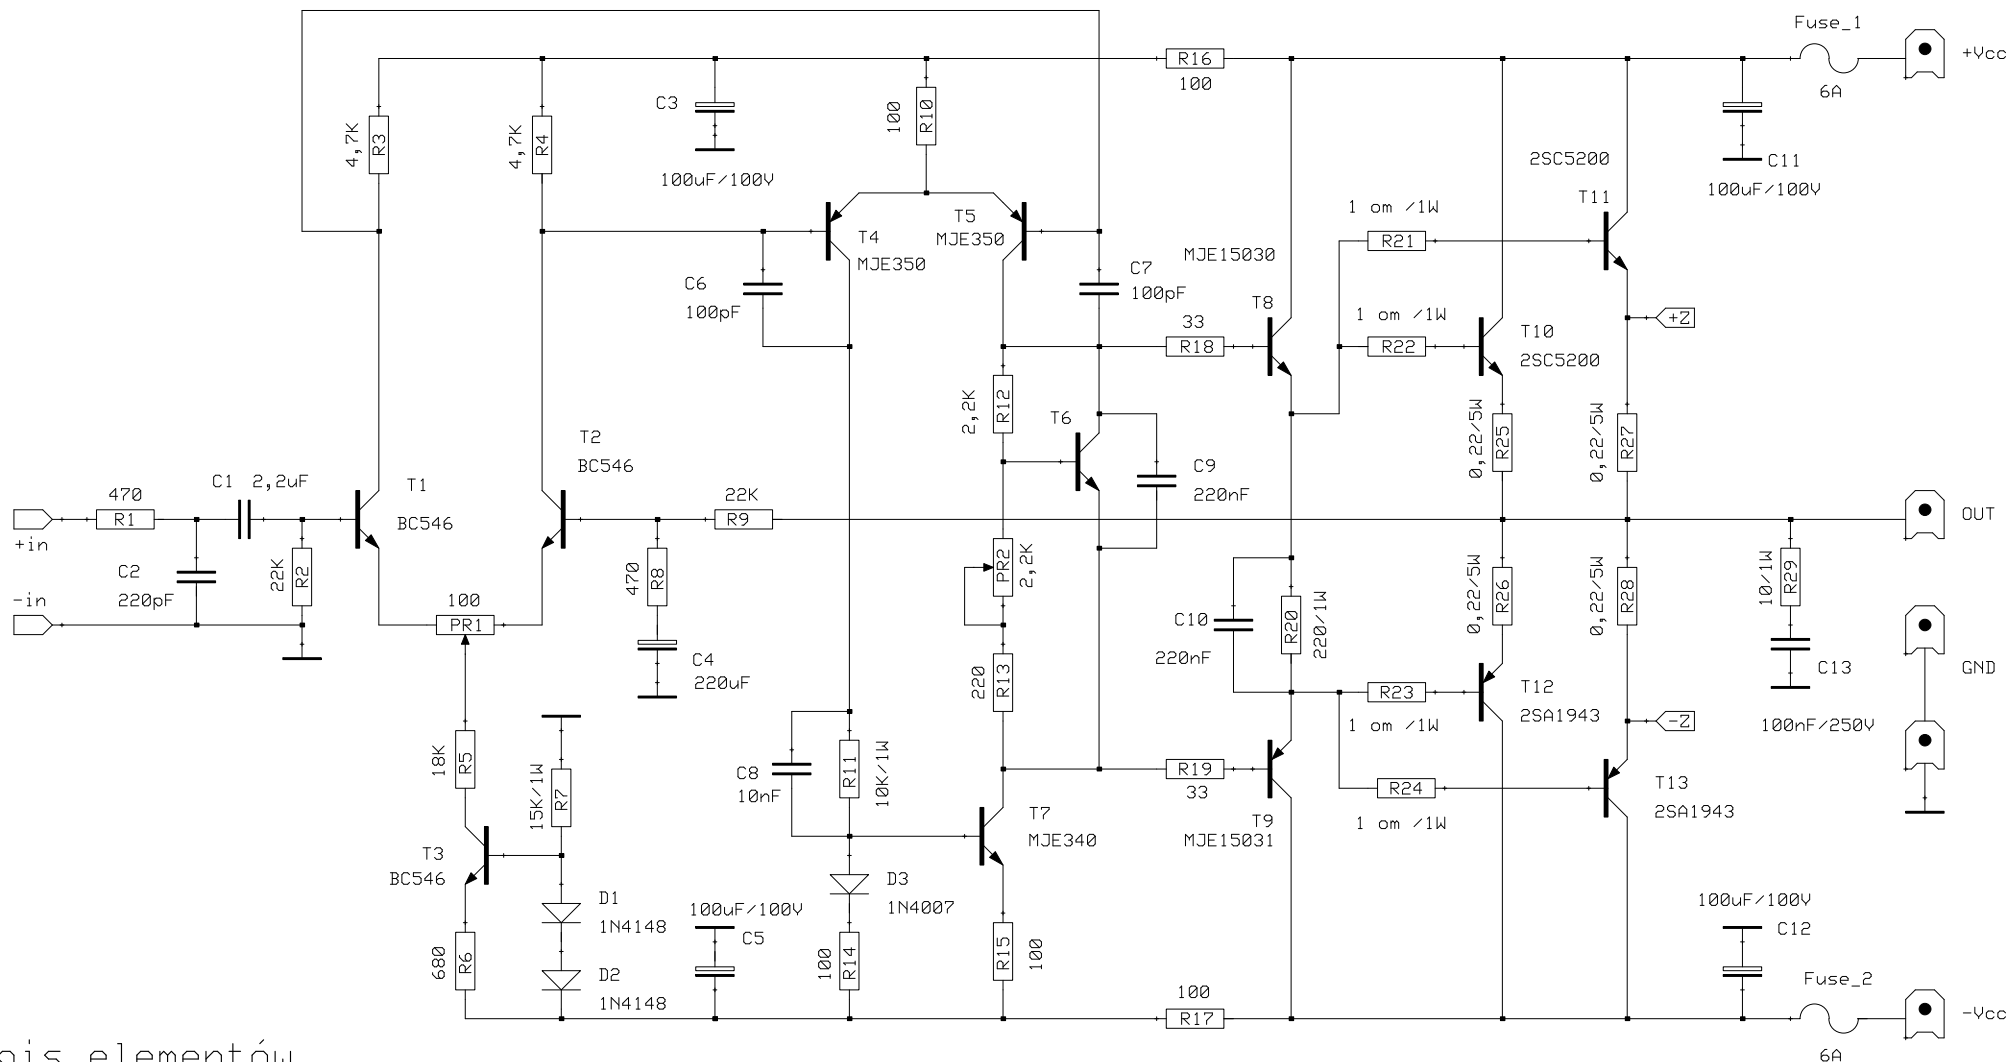 Fuse_1
+Vcc
6A
R16
100
C3
100uF/100V
100
R10
4,7K
R3
4,7K
R4
C11
100uF/100V
2SC5200
T11
1 om /1W
R21
T4
MJE350
T5
MJE350
MJE15030
C6
100pF
C7
100pF
T8
1 om /1W
R22
33
R18
T10
2SC5200
+Z
2,2K
R12
T6
C9
220nF
0,22/5W
R25
0,22/5W
R27
T2
BC546
T1
BC546
C1
2,2uF
470
R1
+in
22K
R9
OUT
C2
220pF
22K
R2
-in
100
PR1
470
R8
C4
220uF
PR2
2,2K
220
R13
C10
220nF
R20
220/1W
0,22/5W
R26
0,22/5W
R28
10/1W
R29
C13
100nF/250V
GND
R23
1 om /1W
T12
2SA1943
-Z
18K
R5
15K/1W
R7
C8
10nF
R11
10K/1W
R19
33
T9
MJE15031
R24
1 om /1W
T13
2SA1943
T7
MJE340
T3
BC546
D1
1N4148
D2
1N4148
680
R6
100uF/100V
C5
D3
1N4007
100
R14
R15
100
100
R17
100uF/100V
C12
Fuse_2
-Vcc
6A
elementów